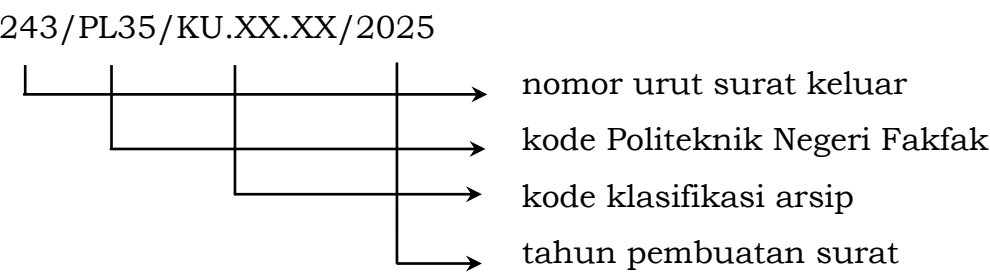 243/PL35/KU.XX.XX/2025
nomor urut surat keluar
kode Politeknik Negeri Fakfak
kode klasifikasi arsip
tahun pembuatan surat